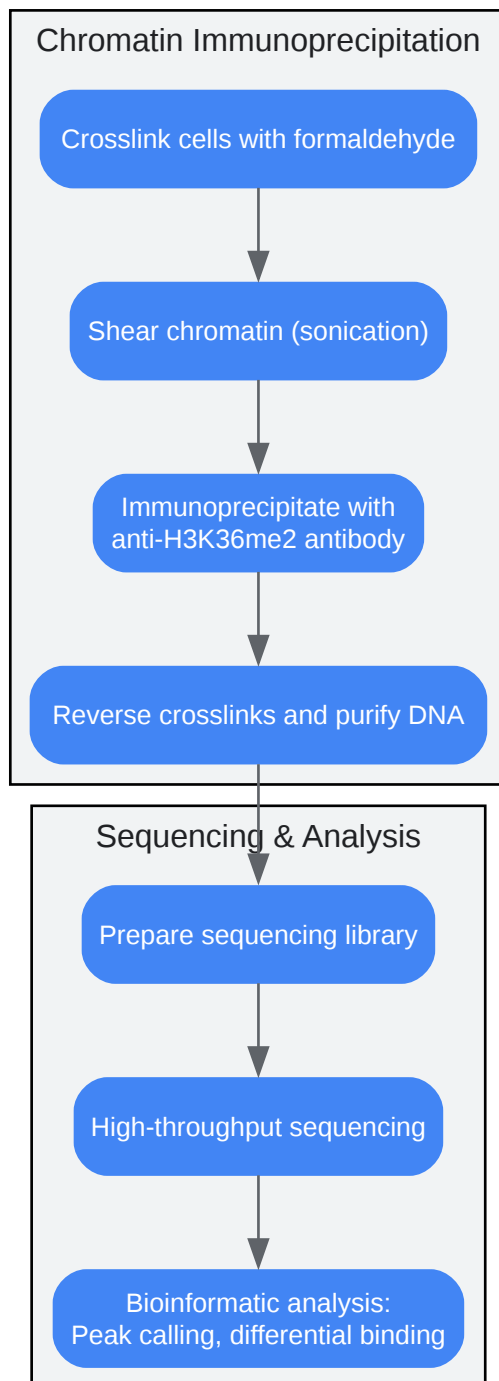 Chromatin Immunoprecipitation
Crosslink cells with formaldehyde
Shear chromatin (sonication)
Immunoprecipitate with
anti-H3K36me2 antibody
Reverse crosslinks and purify DNA
Sequencing & Analysis
Prepare sequencing library
High-throughput sequencing
Bioinformatic analysis:
Peak calling, differential binding